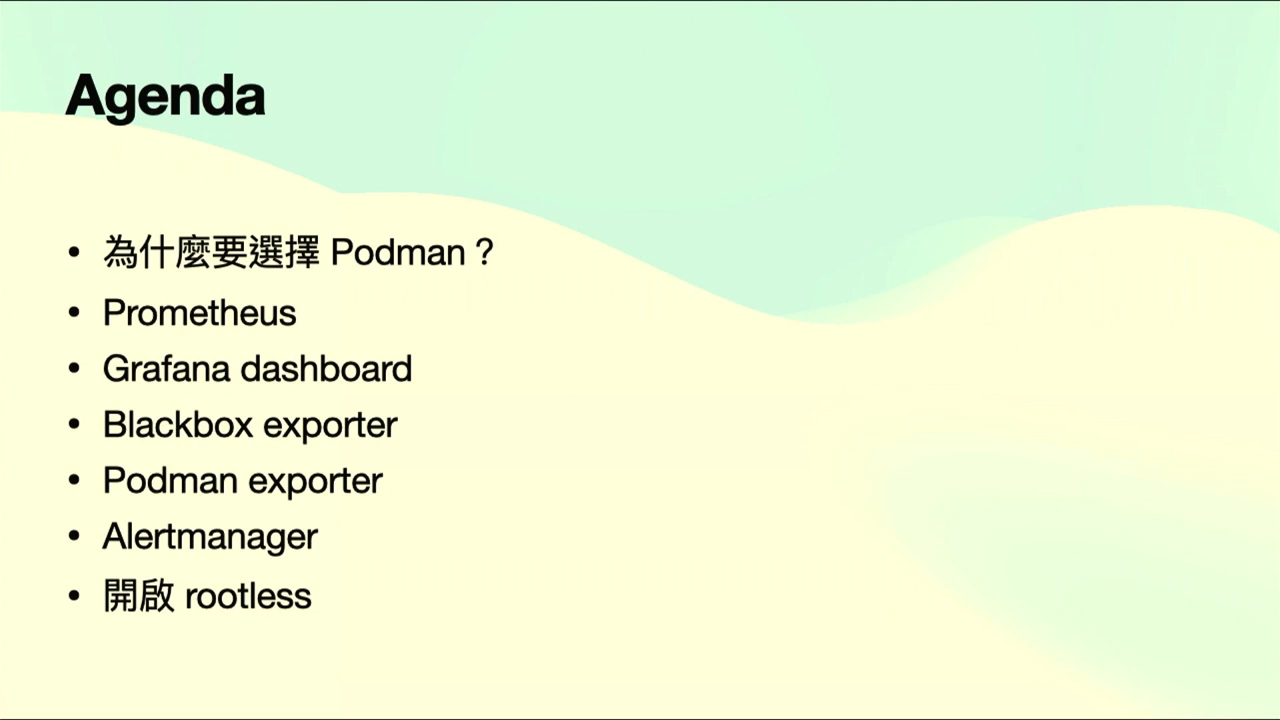 Agenda
• 為什麼要選擇 Podman？
• Prometheus
• Grafana dashboard
• Blackbox exporter
• Podman exporter
• Alertmanager
• 開啟 rootless